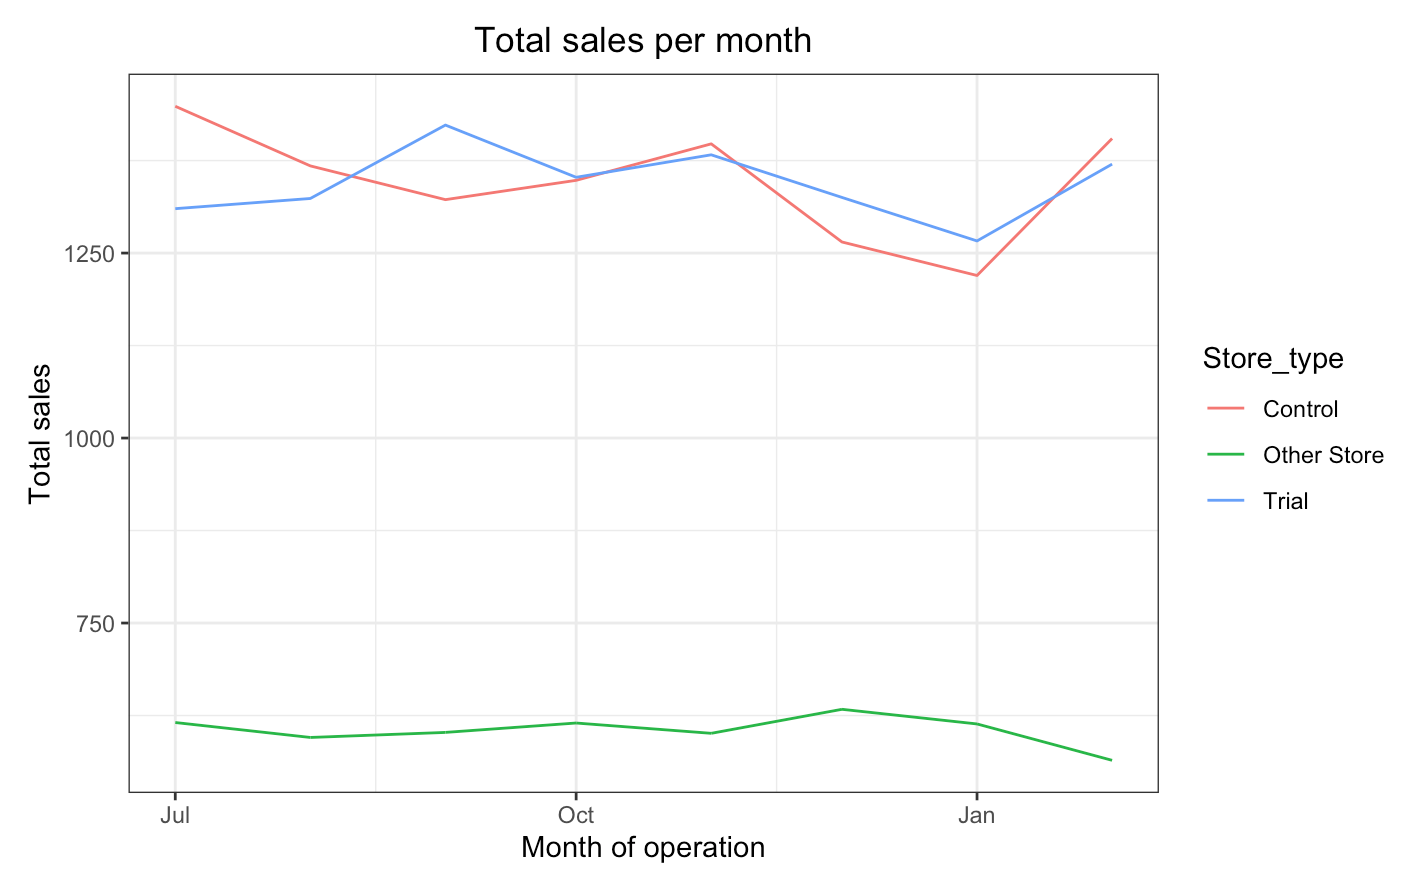 Total sales per month
1250
1000
750
Total sales
Jul
Oct
Jan
Month of operation
Store_type
Control
Other Store
Trial